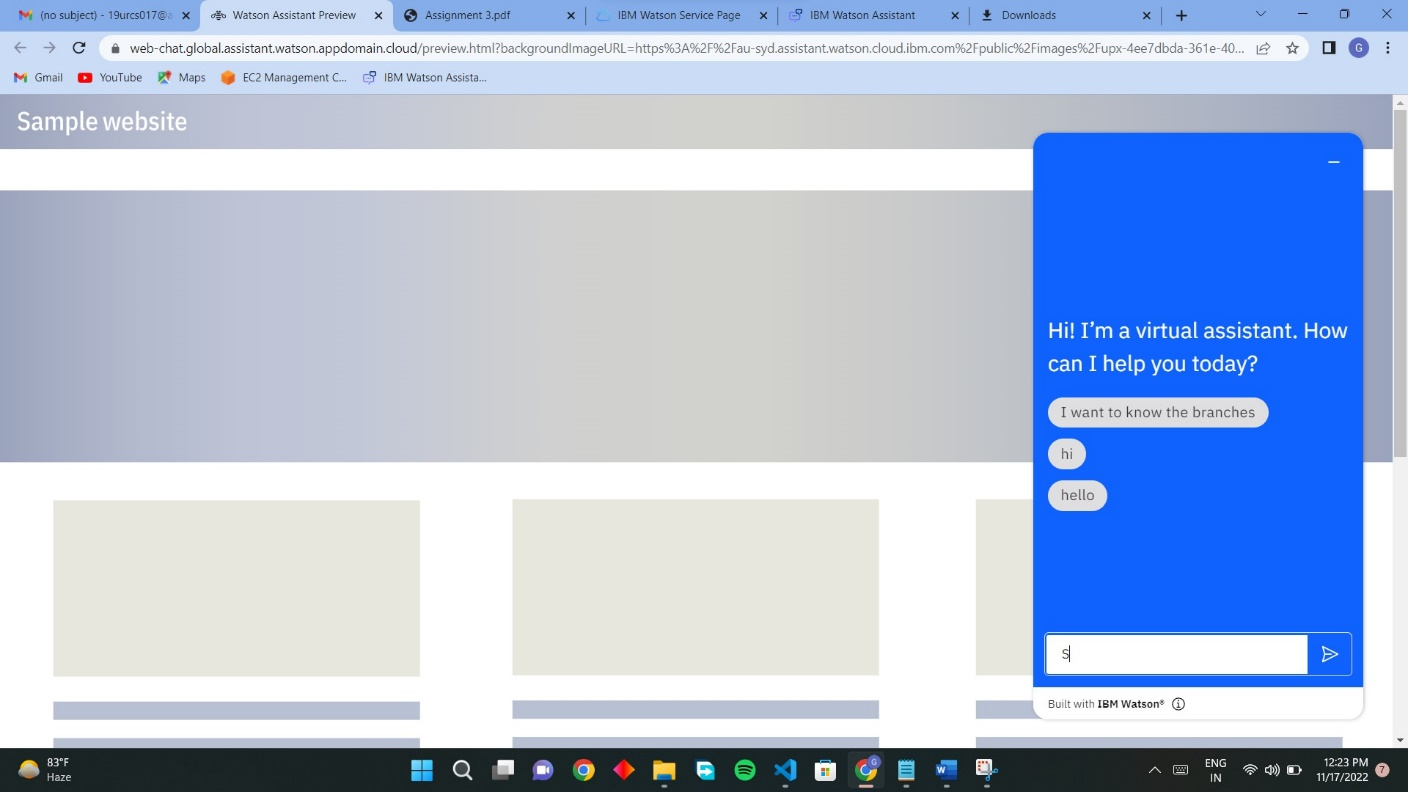 (no subject) - 19urcs017@a
Watson Assistant Preview
Assignment 3.pdf
IBM Watson Service Page
IBM Watson Assistant
Downloads
web-chat.global.assistant.watson.appdomain.cloud/preview.html?backgroundImageURL=https%3A%2F%2Fau-syd.assistant.watson.cloud.ibm.com%2Fpublic%2Fimages%2Fupx-4ee7dbda-361e-40...
G
Gmail
YouTube
Maps
EC2 Management C...
IBM Watson Assista...
Sample website
Hi! I'm a virtual assistant. How
can I help you today?
I want to know the branches
hi
hello
S
Built with IBM Watson®
83°F
Haze
G
ENG
IN
12:23 PM
11/17/2022
7